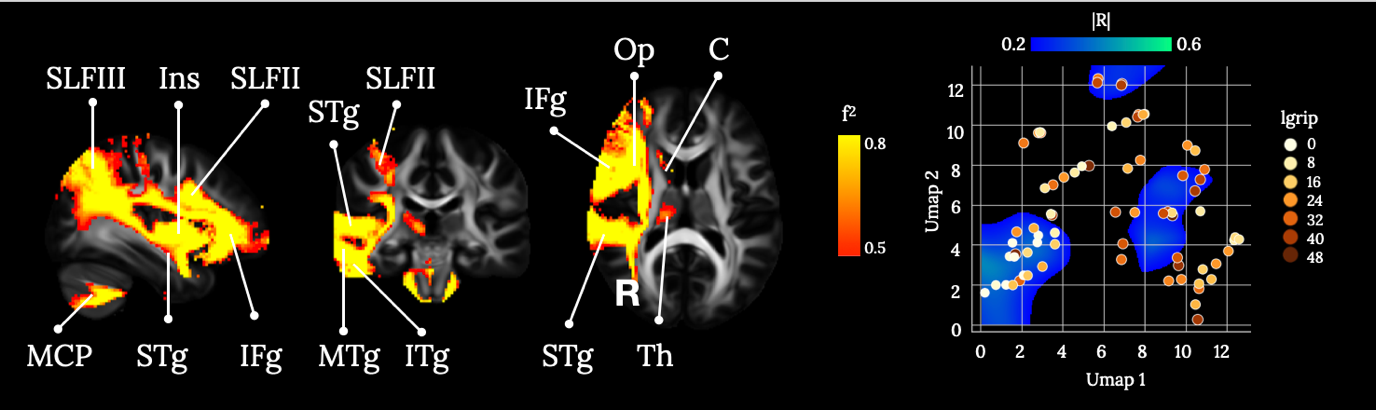 SLFIII Ins SLFII
MCP STg IFg
STg SLFII
MTg ITg
IFg Op C
R
STg Th
f²
0.8
0.5
|R|
0.2 0.6
Umap 2
12
10
8
6
4
2
0
0 2 4 6 8 10 12
Umap 1
lgrip
0
8
16
24
32
40
48